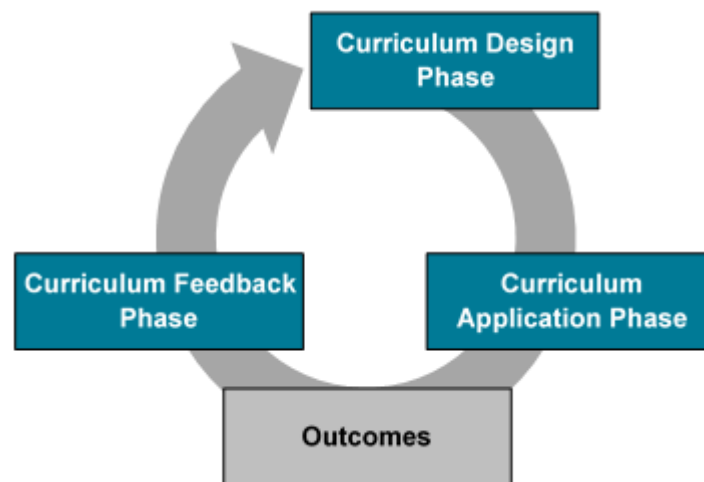 Curriculum Design
Phase
Curriculum
Application Phase
Outcomes
Curriculum Feedback
Phase